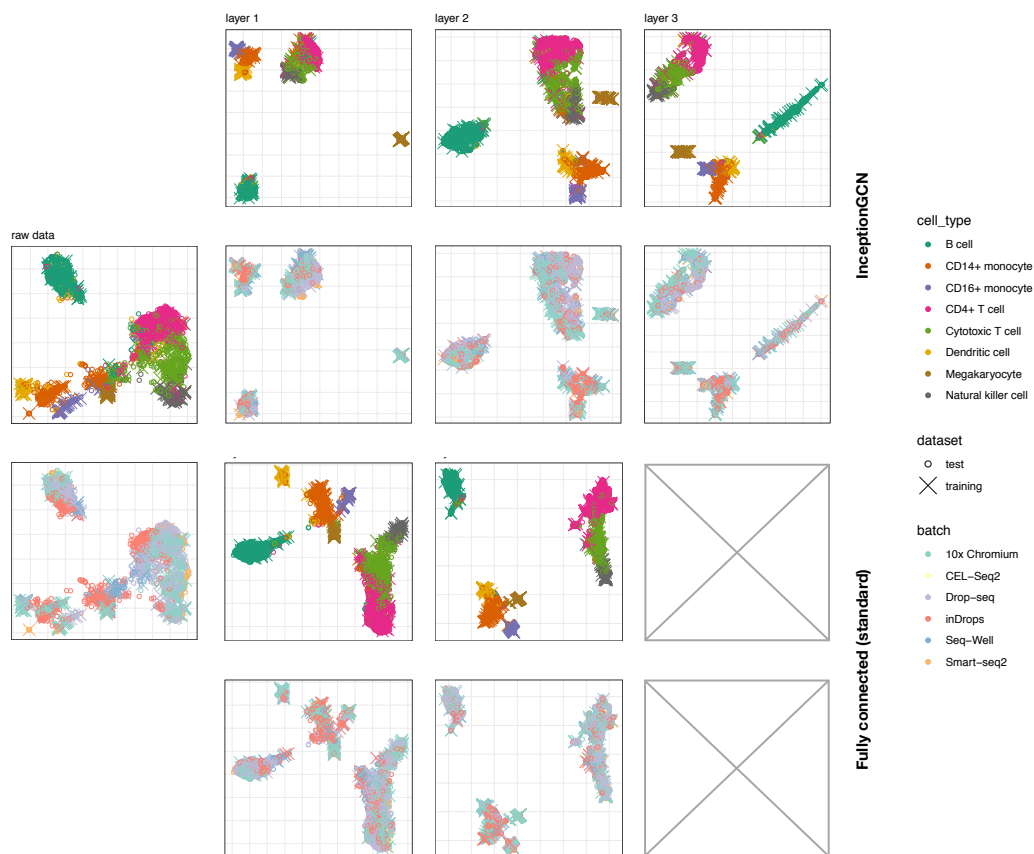 layer 1
layer 2
layer 3
InceptionGCN
raw data
cell_type
B cell
CD14+ monocyte
CD16+ monocyte
CD4+ T cell
Cytotoxic T cell
Dendritic cell
Megakaryocyte
Natural killer cell
dataset
test
training
batch
10x Chromium
CEL−Seq2
Drop−seq
inDrops
Seq−Well
Smart−seq2
Fully connected (standard)